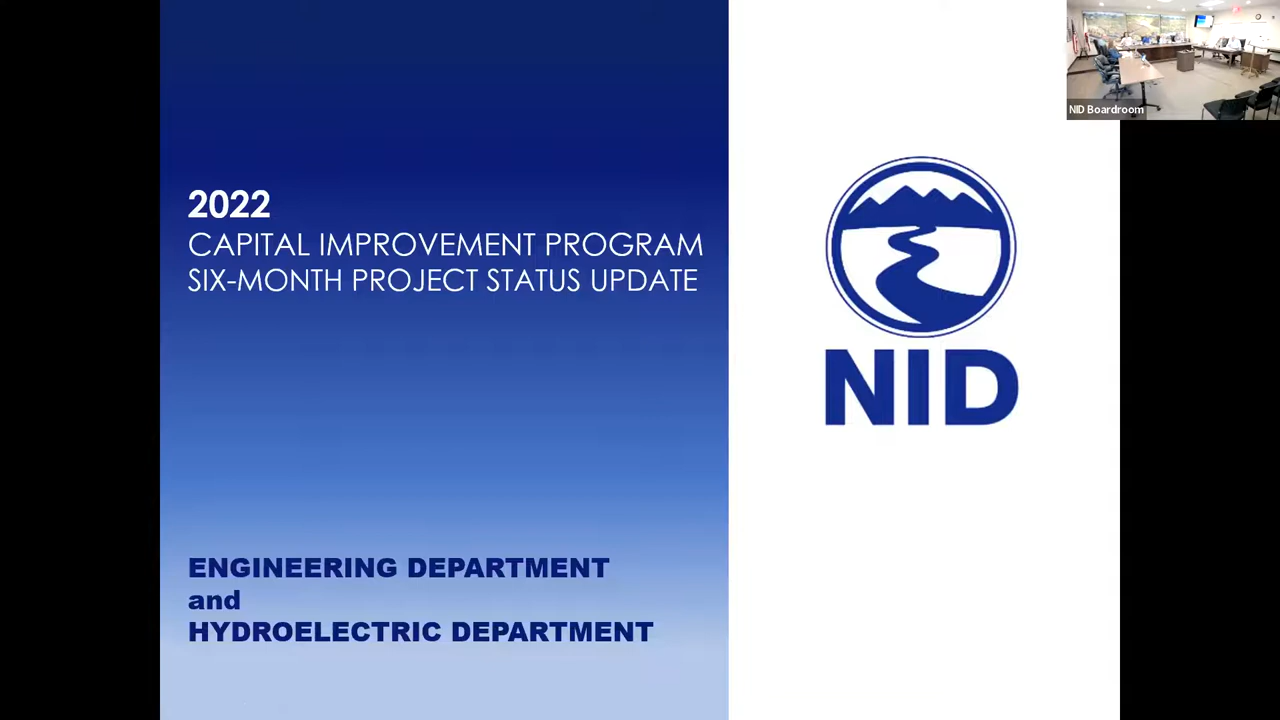 NID Boardroom
2022
CAPITAL IMPROVEMENT PROGRAM
SIX-MONTH PROJECT STATUS UPDATE
NID
ENGINEERING DEPARTMENT
and
HYDROELECTRIC DEPARTMENT